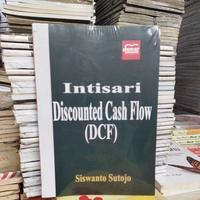 Intisari
Discounted Cash Flow
(DCF)
Siswanto Sutojo